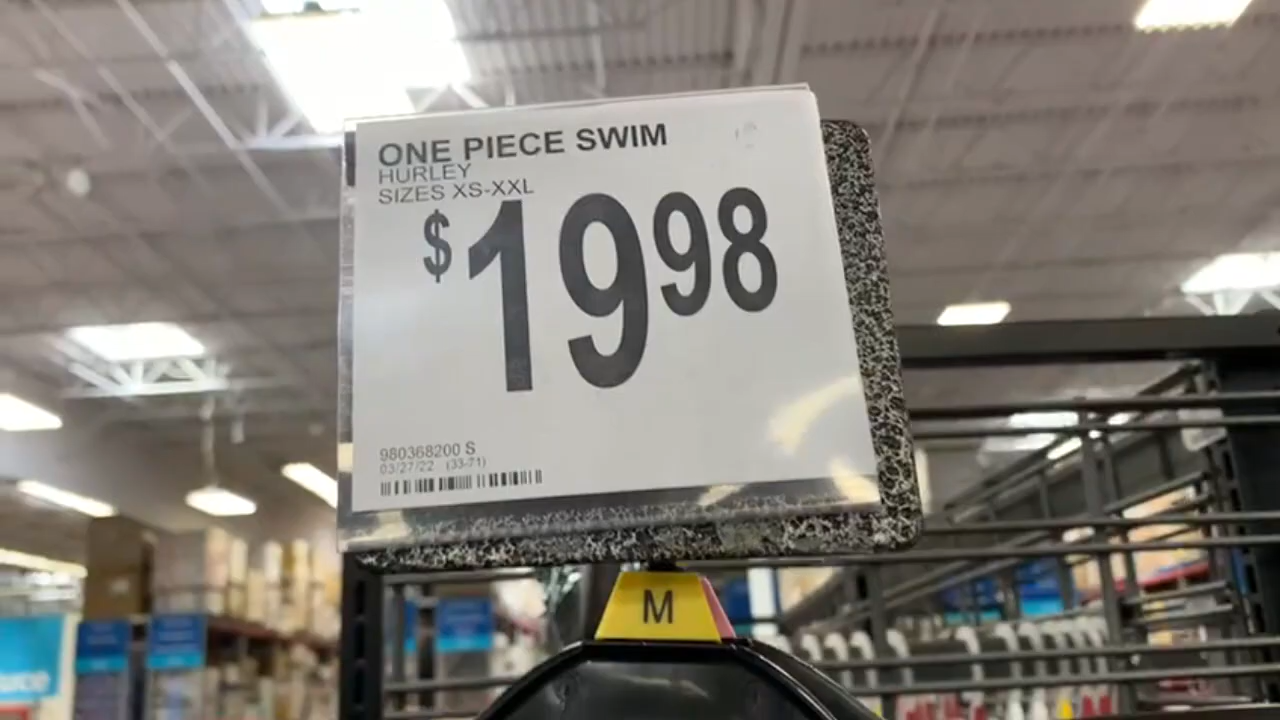 ONE PIECE SWIM
HURLEY
SIZES XS-XXL
$1998
980368200 S
03/27/22 (33-71)
M